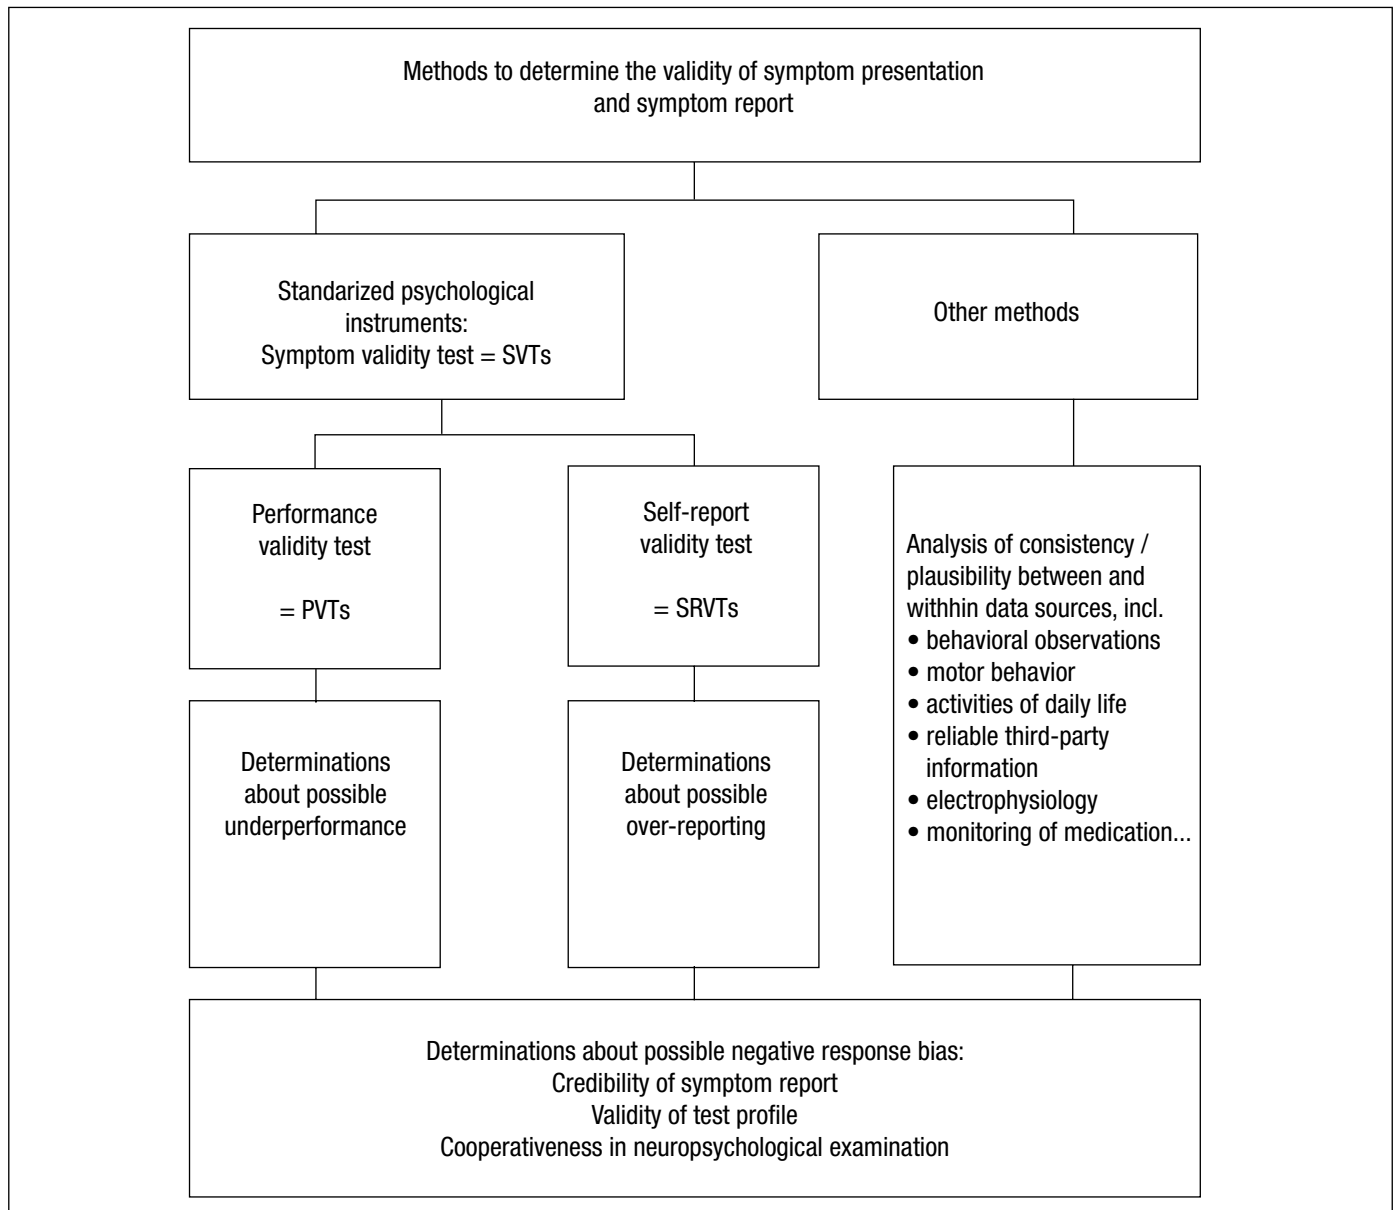 Methods to determine the validity of symptom presentation
and symptom report
Standarized psychological
instruments:
Symptom validity test = SVTs
Other methods
Performance
validity test
= PVTs
Self-report
validity test
= SRVTs
Analysis of consistency /
plausibility between and
withhin data sources, incl.
• behavioral observations
• motor behavior
• activities of daily life
• reliable third-party
information
• electrophysiology
• monitoring of medication...
Determinations
about possible
underperformance
Determinations
about possible
over-reporting
Determinations about possible negative response bias:
Credibility of symptom report
Validity of test profile
Cooperativeness in neuropsychological examination